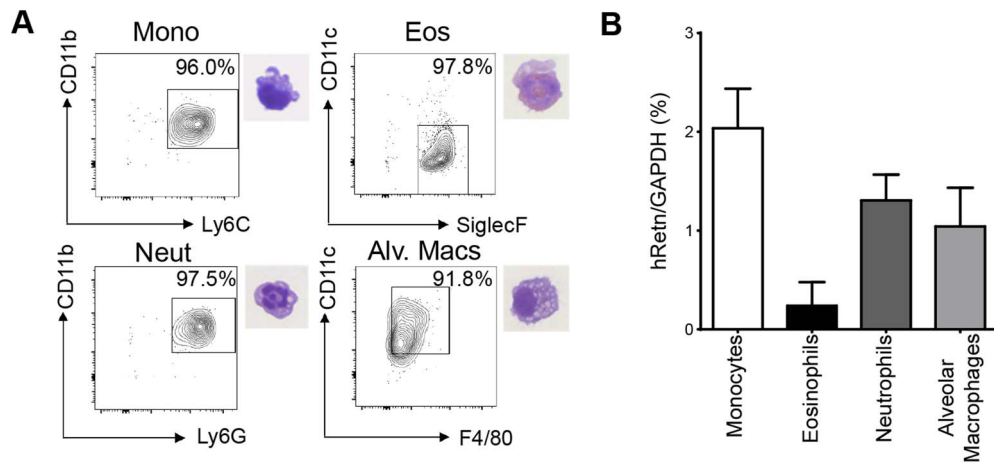 A
Mono
CD11b
96.0%
Ly6C
Eos
CD11c
97.8%
SiglecF
Neut
CD11b
97.5%
Ly6G
Alv. Macs
CD11c
91.8%
F4/80
B
hRetn/GAPDH (%)
3
2
1
0
Monocytes
Eosinophils
Neutrophils
Alveolar
Macrophages